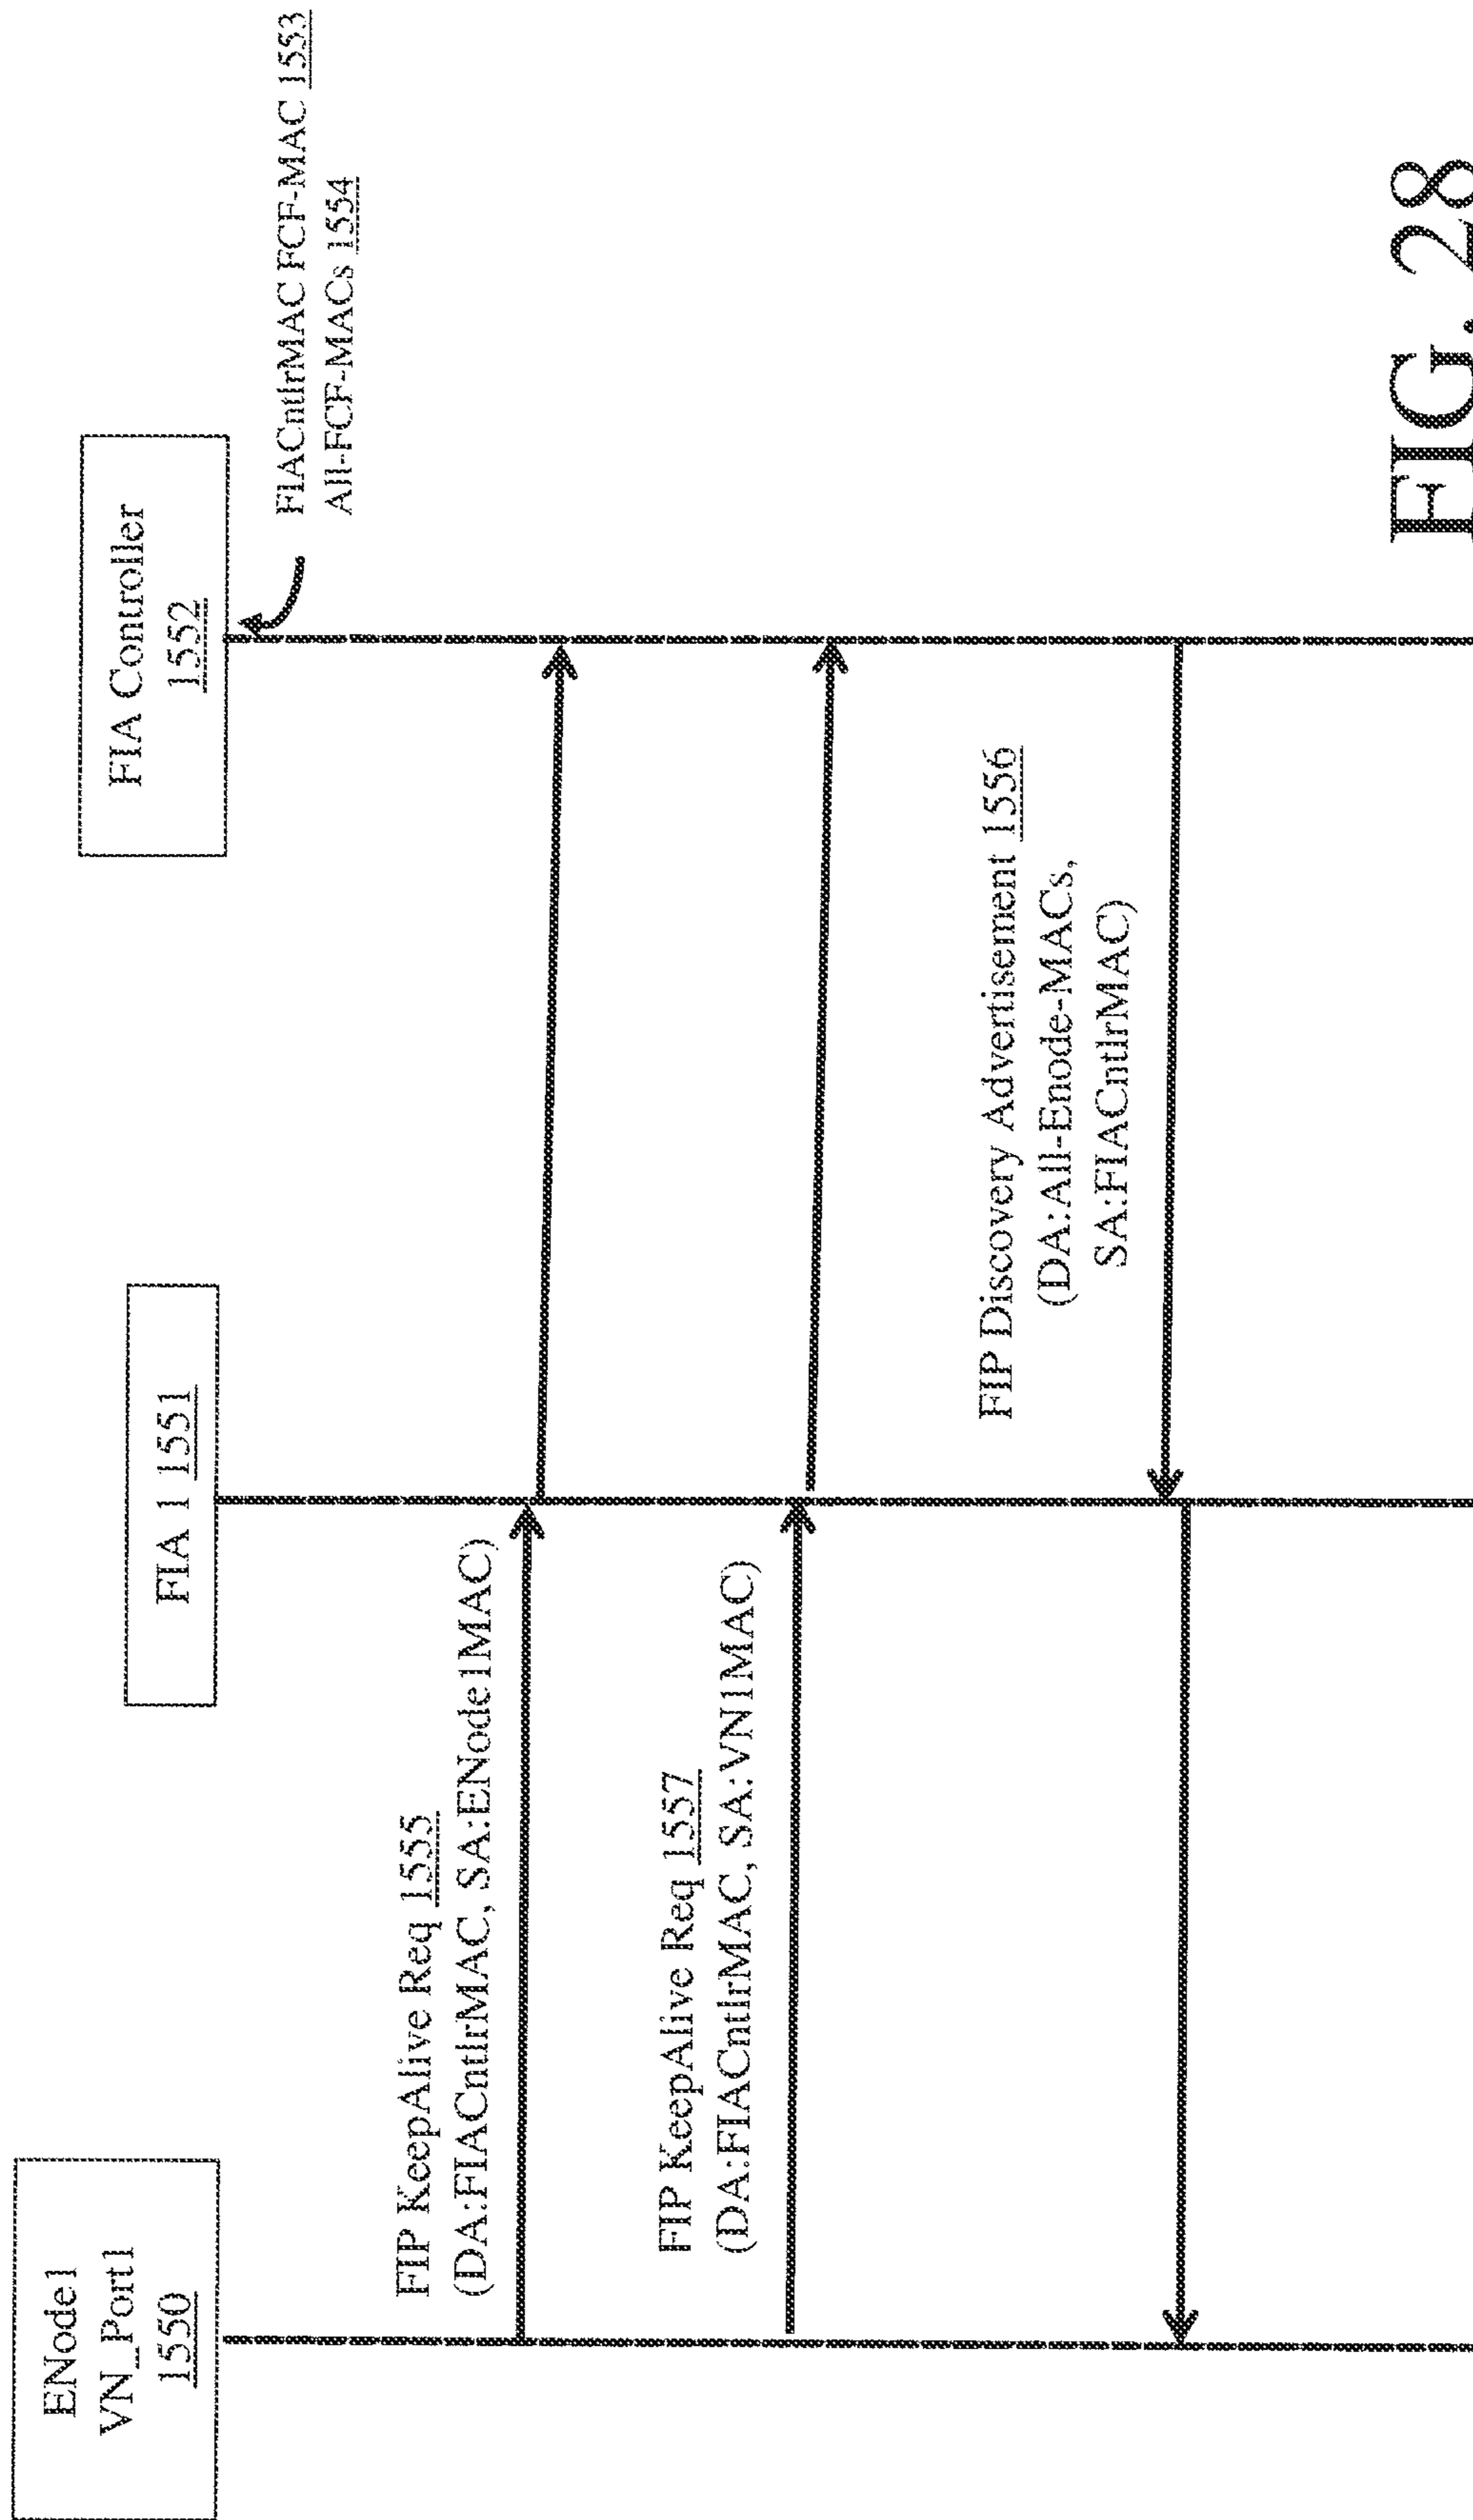 ENode1
VN_Port1
1550
FIA 1 1551
FIA Controller
1552
FIACntlrMAC FCF-MAC 1553
All-FCF-MACs 1554
FIP KeepAlive Req 1555
(DA:FIACntlrMAC, SA:ENode1MAC)
FIP KeepAlive Req 1557
(DA:FIACntlrMAC, SA:VN1MAC)
FIP Discovery Advertisement 1556
(DA:All-Enode-MACs,
SA:FIACntlrMAC)
FIG. 28